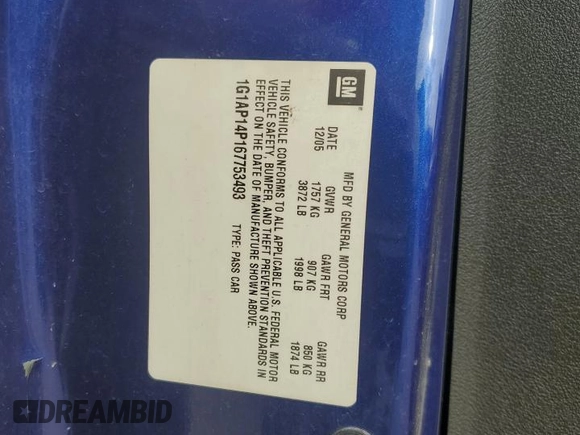 GM
MFD BY GENERAL MOTORS CORP
DATE GVWR GAWR FRT GAWR RR
12/05 1757 KG 907 KG 850 KG
3872 LB 1998 LB 1874 LB
THIS VEHICLE CONFORMS TO ALL APPLICABLE U.S. FEDERAL MOTOR
VEHICLE SAFETY, BUMPER, AND THEFT PREVENTION STANDARDS IN
EFFECT ON THE DATE OF MANUFACTURE SHOWN ABOVE.
1G1AP14P167753493 TYPE: PASS CAR
DREAMBID